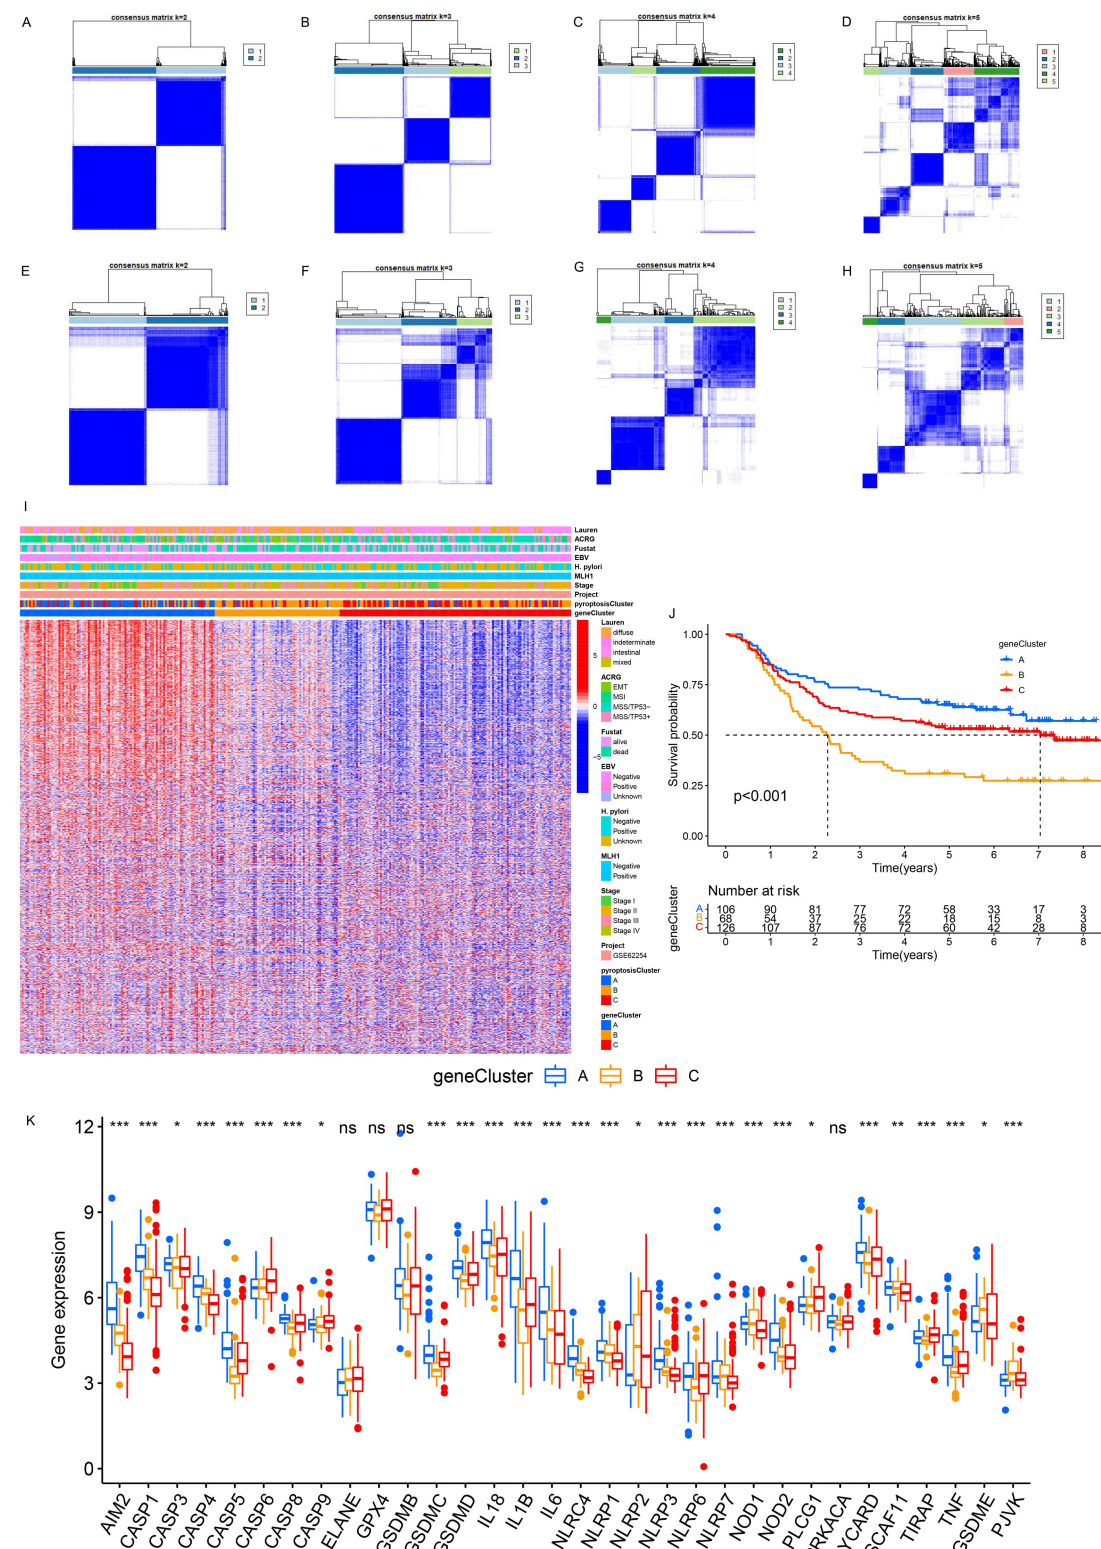 A
consensus matrix k=2
1
2
B
consensus matrix k=3
1
2
3
C
consensus matrix k=4
1
2
3
4
D
consensus matrix k=5
1
2
3
4
5
E
consensus matrix k=2
1
2
F
consensus matrix k=3
1
2
3
G
consensus matrix k=4
1
2
3
4
H
consensus matrix k=5
1
2
3
4
5
I
Lauren
ACRG
Fustat
EBV
H. pylori
MLH1
Stage
Project
pyroptosisCluster
geneCluster
5
0
−5
Lauren
diffuse
indeterminate
intestinal
mixed
ACRG
EMT
MSI
MSS/TP53−
MSS/TP53+
Fustat
alive
dead
EBV
Negative
Positive
Unknown
H. pylori
Negative
Positive
Unknown
MLH1
Negative
Positive
Stage
Stage I
Stage II
Stage III
Stage IV
Project
GSE62254
pyroptosisCluster
A
B
C
geneCluster
A
B
C
J
geneCluster
A
B
C
Survival probability
1.00
0.75
0.50
0.25
0.00
p<0.001
0 1 2 3 4 5 6 7 8
Time(years)
Number at risk
geneCluster
A 106 90 81 77 72 58 33 17 3
B 68 54 37 25 22 18 15 8 3
C 126 107 87 76 72 60 42 28 8
0 1 2 3 4 5 6 7 8
Time(years)
geneCluster A B C
K
*** *** * *** *** *** *** * ns ns ns *** *** *** *** *** *** *** * *** *** *** *** *** * ns *** ** *** *** * ***
Gene expression
12
9
6
3
0
AIM2 CASP1 CASP3 CASP4 CASP5 CASP6 CASP8 CASP9 ELANE GPX4 GSDMB GSDMC GSDMD IL18 IL1B IL6 NLRC4 NLRP1 NLRP2 NLRP3 NLRP6 NLRP7 NOD1 NOD2 PLCG1 PRKACA PYCARD SCAF11 TIRAP TNF GSDME PJVK